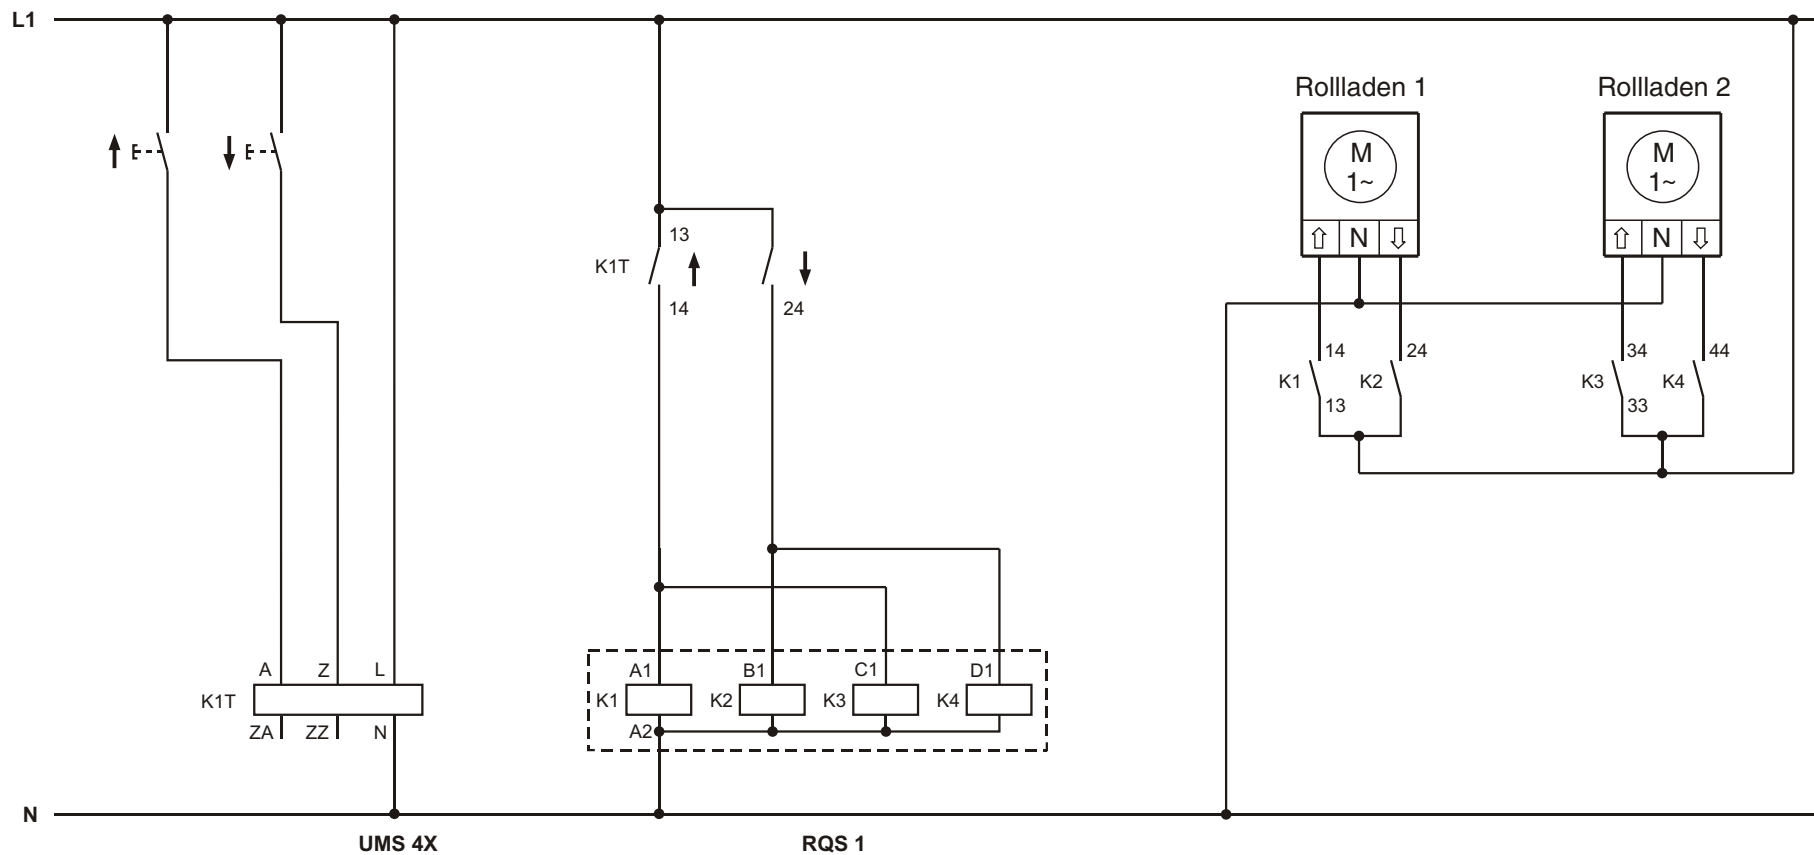 L1
Rollladen 1
Rollladen 2
M
1~
M
1~
N
N
13
K1T
14
24
14
24
K1
K2
13
34
44
K3
K4
33
A
Z
L
K1T
ZA
ZZ
N
A1
B1
C1
D1
K1
K2
K3
K4
A2
N
UMS 4X
RQS 1